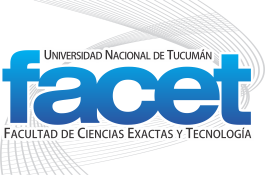 UNIVERSIDAD NACIONAL DE TUCUMÁN
facet
FACULTAD DE CIENCIAS EXACTAS Y TECNOLOGÍA